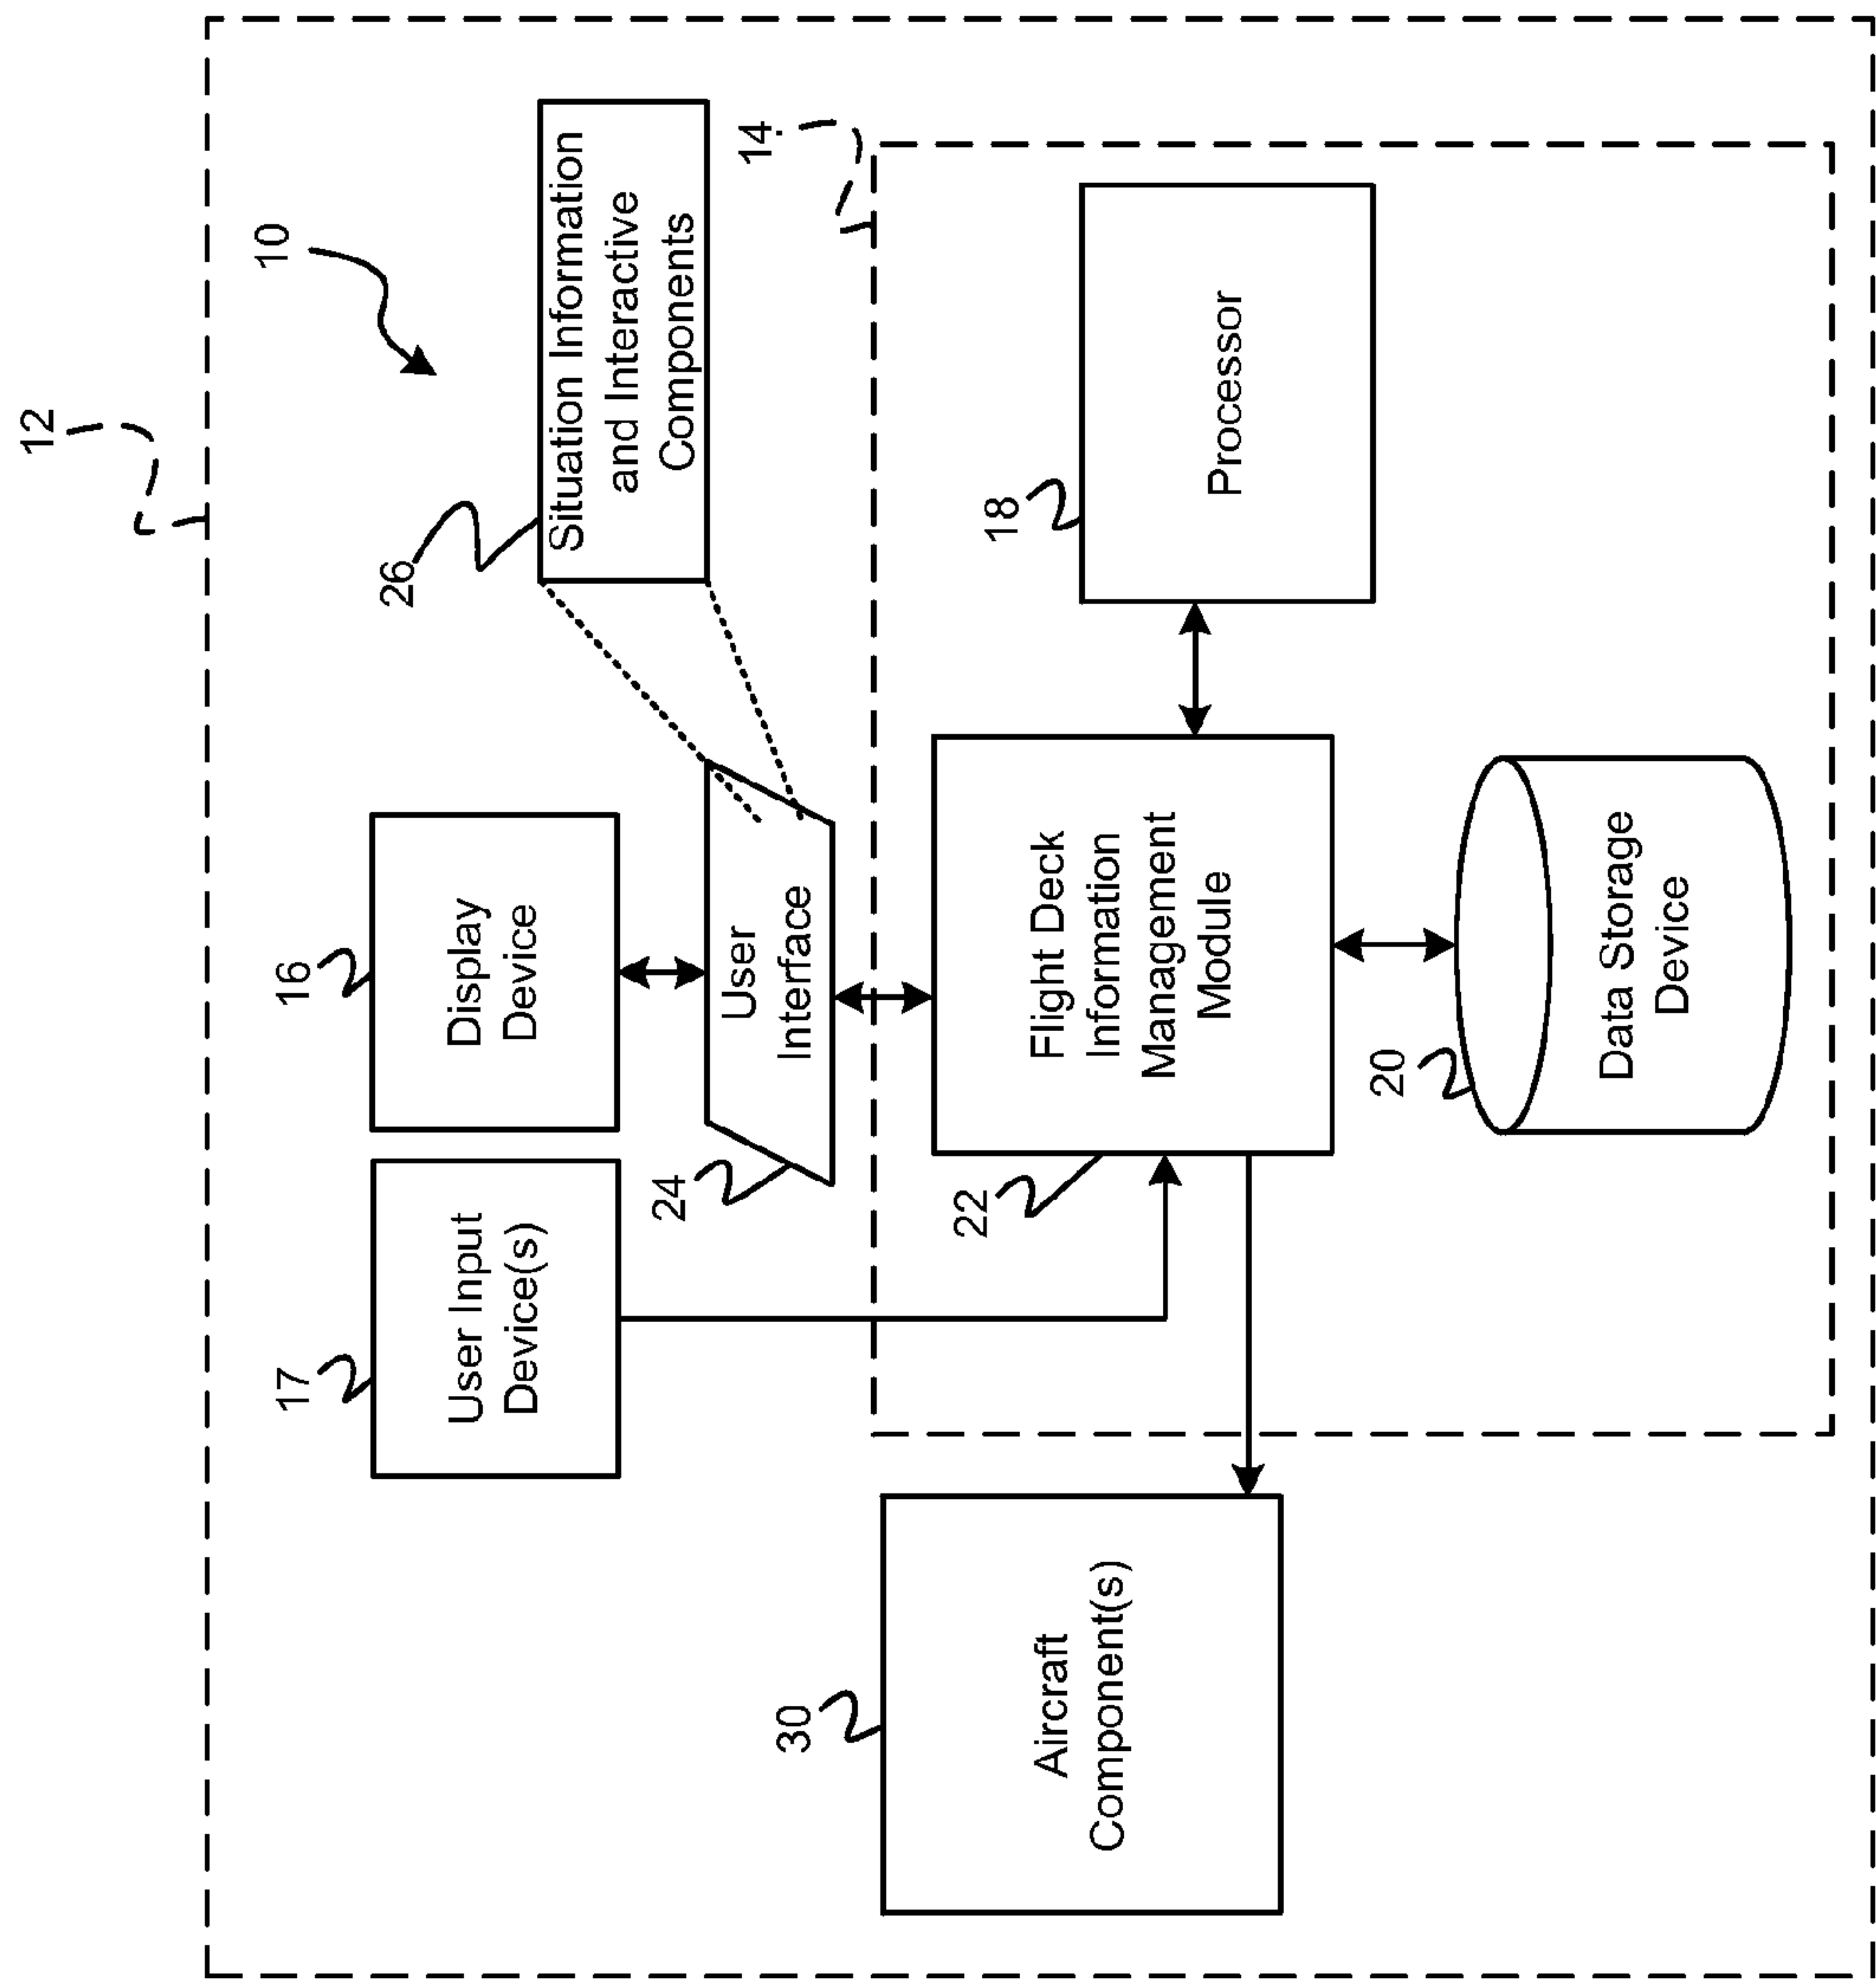 12
10
16
Display
Device
17
User Input
Device(s)
26
Situation Information
and Interactive
Components
24
User
Interface
14
30
Aircraft
Component(s)
22
Flight Deck
Information
Management
Module
18
Processor
20
Data Storage
Device